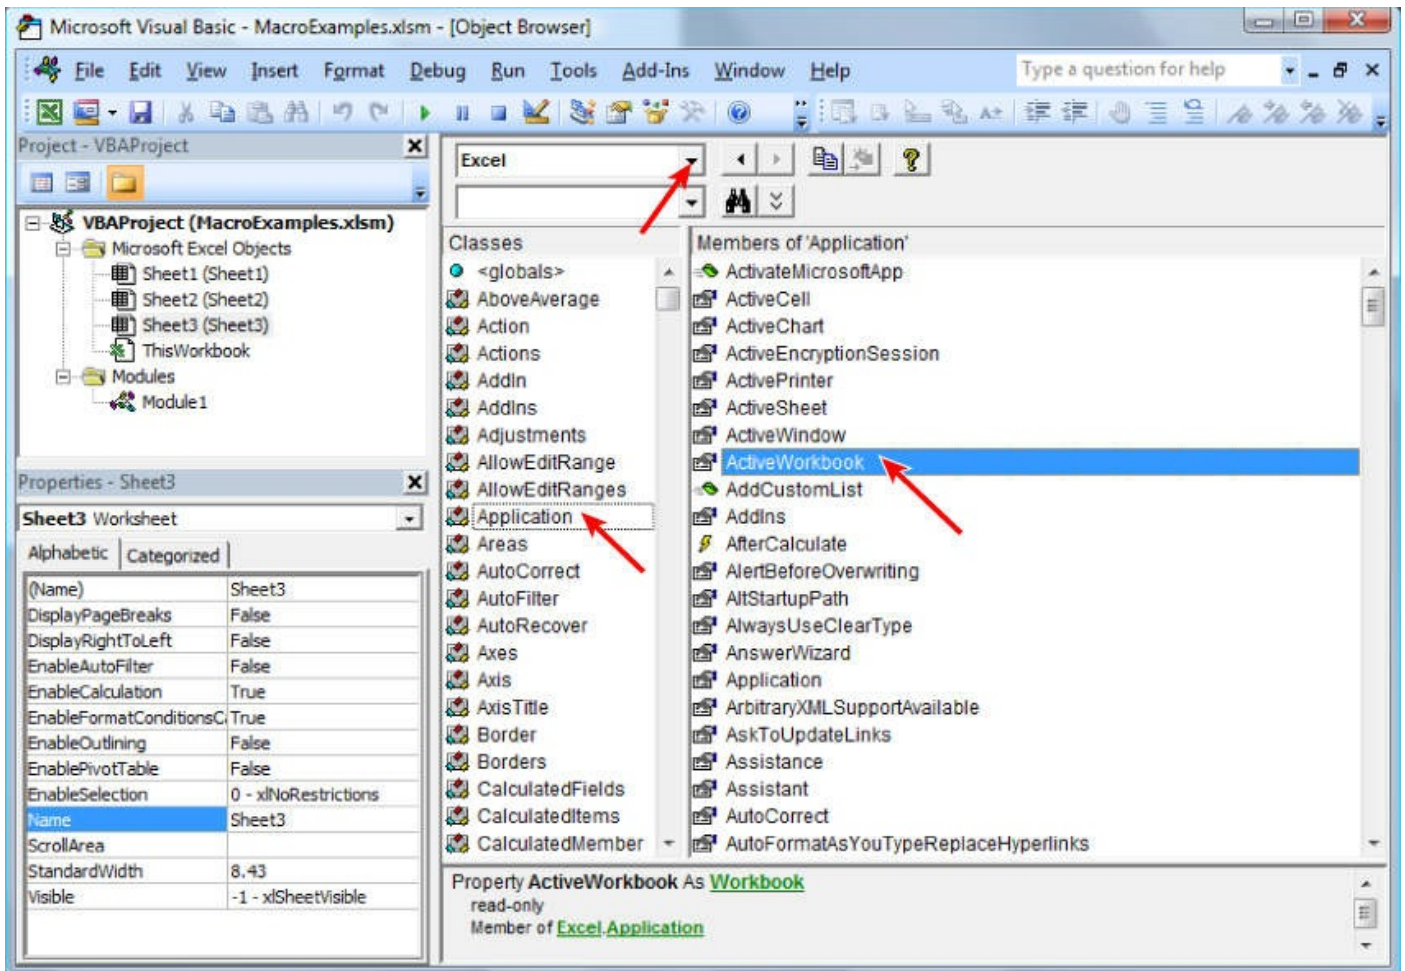 Microsoft Visual Basic - MacroExamples.xlsm - [Object Browser]
File Edit View Insert Format Debug Run Tools Add-Ins Window Help Type a question for help
Project - VBAProject
VBAProject (MacroExamples.xlsm)
Microsoft Excel Objects
Sheet1 (Sheet1)
Sheet2 (Sheet2)
Sheet3 (Sheet3)
ThisWorkbook
Modules
Module1
Properties - Sheet3
Sheet3 Worksheet
Alphabetic Categorized
(Name) Sheet3
DisplayPageBreaks False
DisplayRightToLeft False
EnableAutoFilter False
EnableCalculation True
EnableFormatConditionsC True
EnableOutlining False
EnablePivotTable False
EnableSelection 0 - xlNoRestrictions
Name Sheet3
ScrollArea
StandardWidth 8.43
Visible -1 - xlSheetVisible
Excel
Classes
<globals>
AboveAverage
Action
Actions
AddIn
AddIns
Adjustments
AllowEditRange
AllowEditRanges
Application
Areas
AutoCorrect
AutoFilter
AutoRecover
Axes
Axis
AxisTitle
Border
Borders
CalculatedFields
CalculatedItems
CalculatedMember
Members of 'Application'
ActivateMicrosoftApp
ActiveCell
ActiveChart
ActiveEncryptionSession
ActivePrinter
ActiveSheet
ActiveWindow
ActiveWorkbook
AddCustomList
AddIns
AfterCalculate
AlertBeforeOverwriting
AltStartupPath
AlwaysUseClearType
AnswerWizard
Application
ArbitraryXMLSupportAvailable
AskToUpdateLinks
Assistance
Assistant
AutoCorrect
AutoFormatAsYouTypeReplaceHyperlinks
Property ActiveWorkbook As Workbook
read-only
Member of Excel.Application